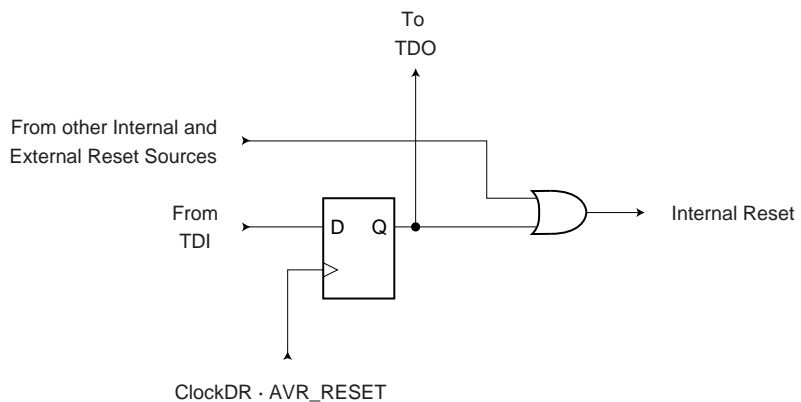 To
TDO
From other Internal and
External Reset Sources
From
TDI
D Q
Internal Reset
ClockDR · AVR_RESET